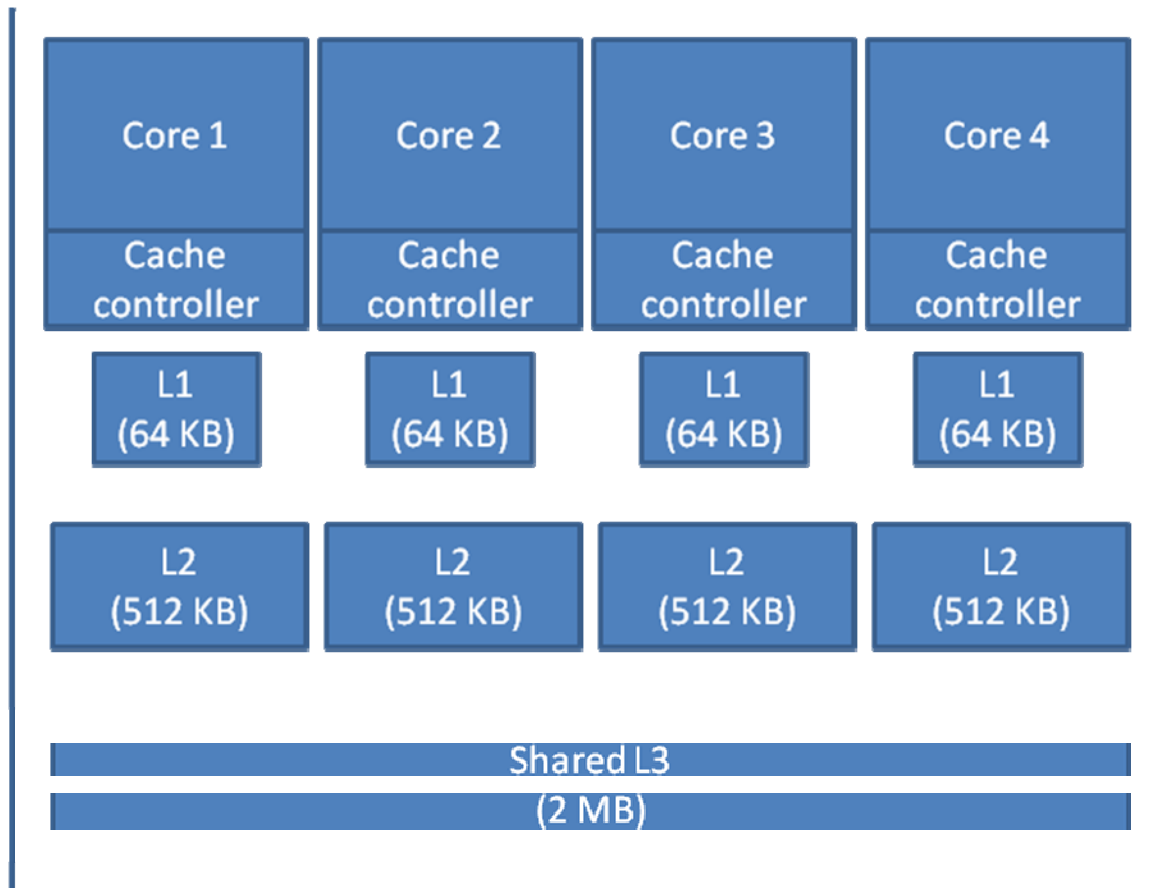 Core 1
Core 2
Core 3
Core 4
Cache
controller
Cache
controller
Cache
controller
Cache
controller
L1
(64 KB)
L1
(64 KB)
L1
(64 KB)
L1
(64 KB)
L2
(512 KB)
L2
(512 KB)
L2
(512 KB)
L2
(512 KB)
Shared L3
(2 MB)